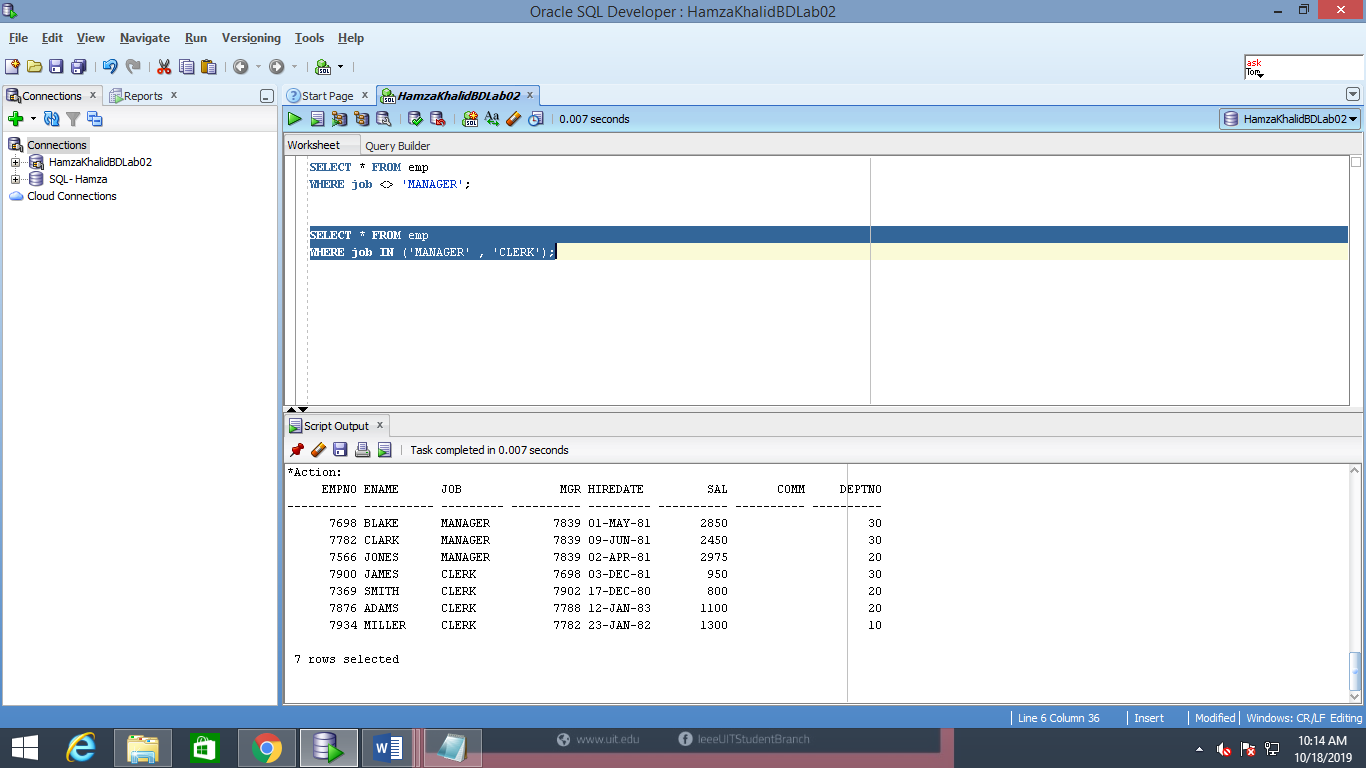 Oracle SQL Developer : HamzaKhalidBDLab02
File Edit View Navigate Run Versioning Tools Help
ask
Tom
Connections
Reports
Start Page
HamzaKhalidBDLab02
0.007 seconds
HamzaKhalidBDLab02
Connections
HamzaKhalidBDLab02
SQL- Hamza
Cloud Connections
Worksheet Query Builder
SELECT * FROM emp
WHERE job <> 'MANAGER';
SELECT * FROM emp
WHERE job IN ('MANAGER' , 'CLERK');
Script Output
Task completed in 0.007 seconds
*Action:
EMPNO ENAME JOB MGR HIREDATE SAL COMM DEPTNO
---------- ---------- --------- ---------- --------- ---------- ---------- ----------
7698 BLAKE MANAGER 7839 01-MAY-81 2850 30
7782 CLARK MANAGER 7839 09-JUN-81 2450 30
7566 JONES MANAGER 7839 02-APR-81 2975 20
7900 JAMES CLERK 7698 03-DEC-81 950 30
7369 SMITH CLERK 7902 17-DEC-80 800 20
7876 ADAMS CLERK 7788 12-JAN-83 1100 20
7934 MILLER CLERK 7782 23-JAN-82 1300 10
7 rows selected
Line 6 Column 36 Insert Modified Windows: CR/LF Editing
www.uit.edu
IeeeUITStudentBranch
10:14 AM
10/18/2019